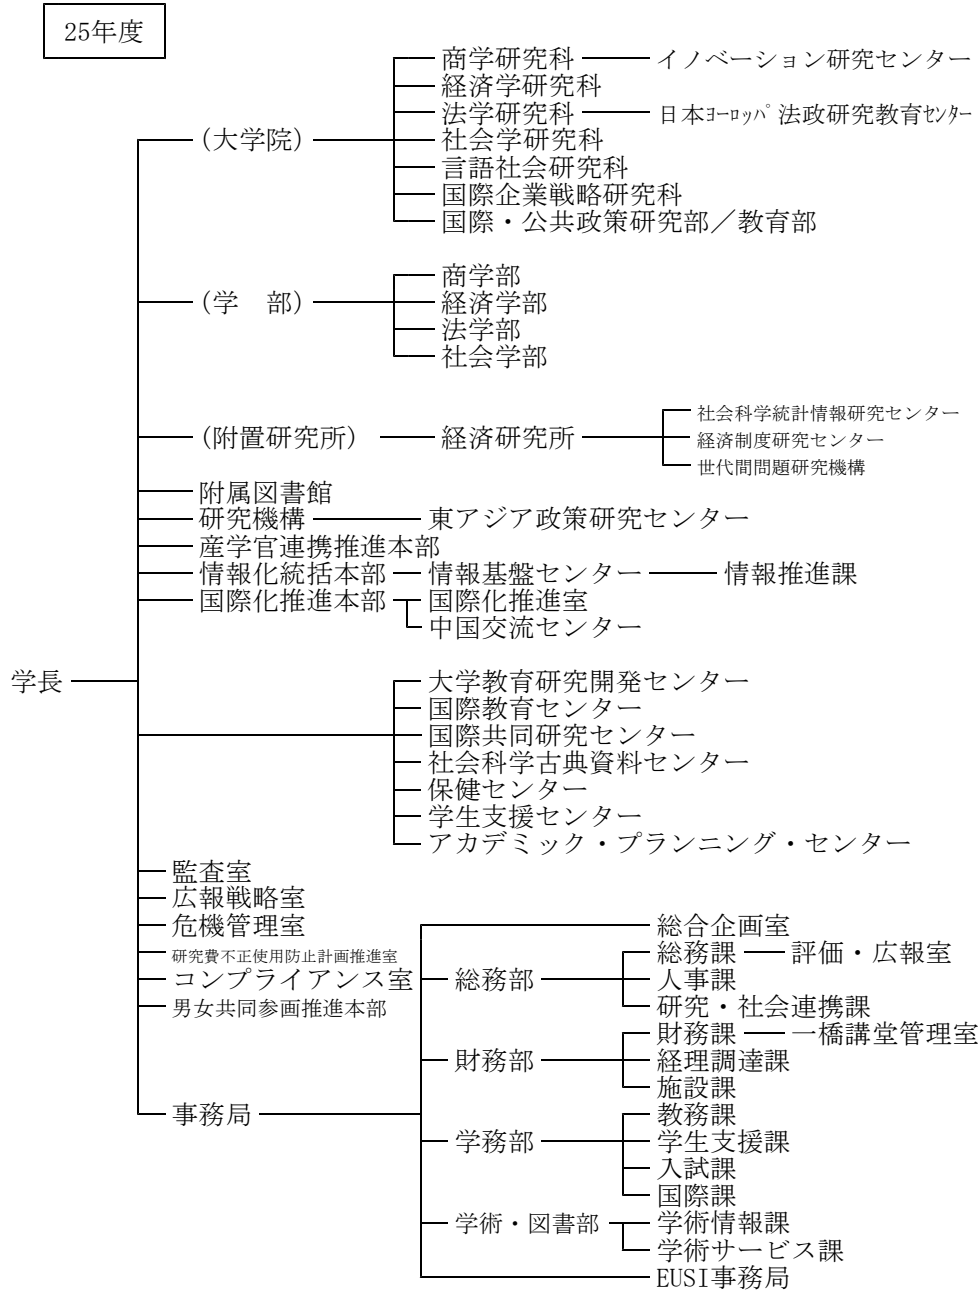 25年度
商学研究科 イノベーション研究センター
経済学研究科
法学研究科 日本ﾖｰﾛｯﾊﾟ法政研究教育ｾﾝﾀｰ
(大学院) 社会学研究科
言語社会研究科
国際企業戦略研究科
国際・公共政策研究部／教育部
商学部
(学　部) 経済学部
法学部
社会学部
社会科学統計情報研究センター
(附置研究所) 経済研究所 経済制度研究センター
世代間問題研究機構
附属図書館
研究機構 東アジア政策研究センター
産学官連携推進本部
情報化統括本部 情報基盤センター 情報推進課
国際化推進本部 国際化推進室
中国交流センター
学長 大学教育研究開発センター
国際教育センター
国際共同研究センター
社会科学古典資料センター
保健センター
学生支援センター
アカデミック・プランニング・センター
監査室
広報戦略室
危機管理室 総合企画室
研究費不正使用防止計画推進室 総務課 評価・広報室
コンプライアンス室 総務部 人事課
男女共同参画推進本部 研究・社会連携課
財務課 一橋講堂管理室
財務部 経理調達課
施設課
事務局 教務課
学務部 学生支援課
入試課
国際課
学術・図書部 学術情報課
学術サービス課
EUSI事務局